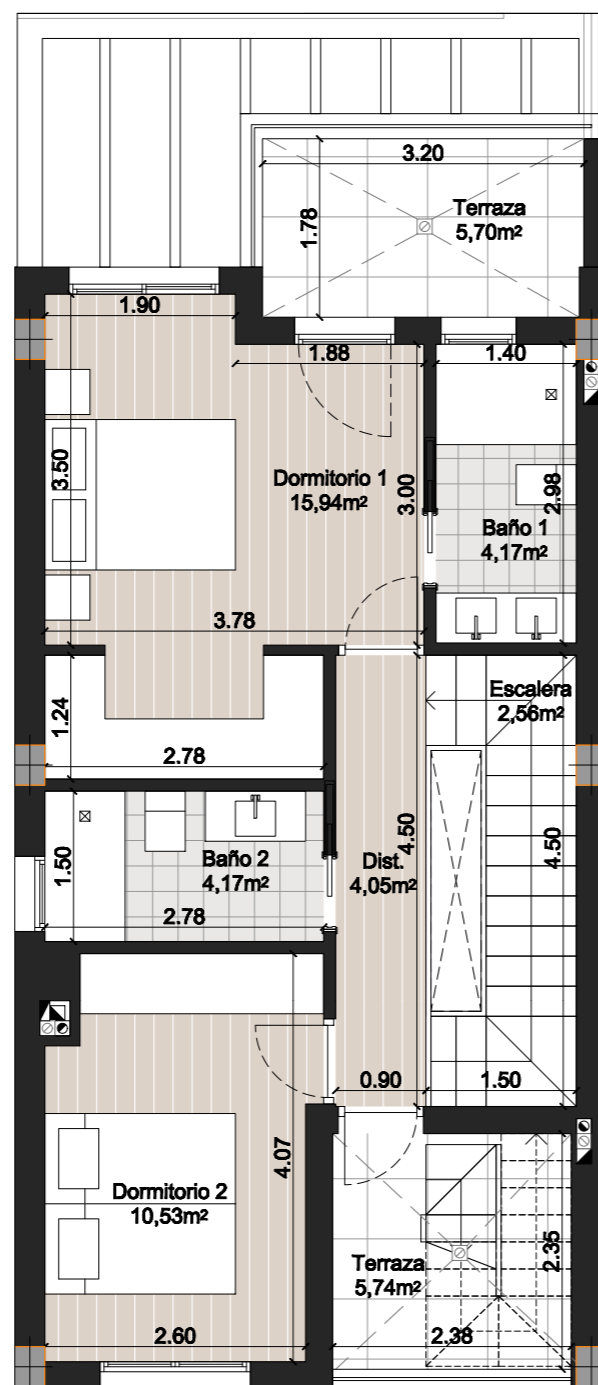 3.20
Terraza
5,70m²
1.78
1.90
1.88
1.40
3.50
Dormitorio 1
15,94m²
3.00
2.98
Baño 1
4,17m²
3.78
Escalera
2,56m²
1.24
2.78
4.50
4.50
1.50
Baño 2
4,17m²
Dist.
4,05m²
2.78
0.90
1.50
4.07
Dormitorio 2
10,53m²
2.35
Terraza
5,74m²
2.60
2.38